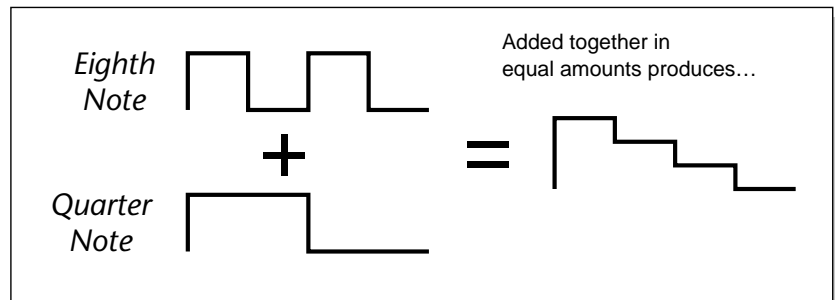 Eighth
Note
Added together in
equal amounts produces…
+
=
Quarter
Note